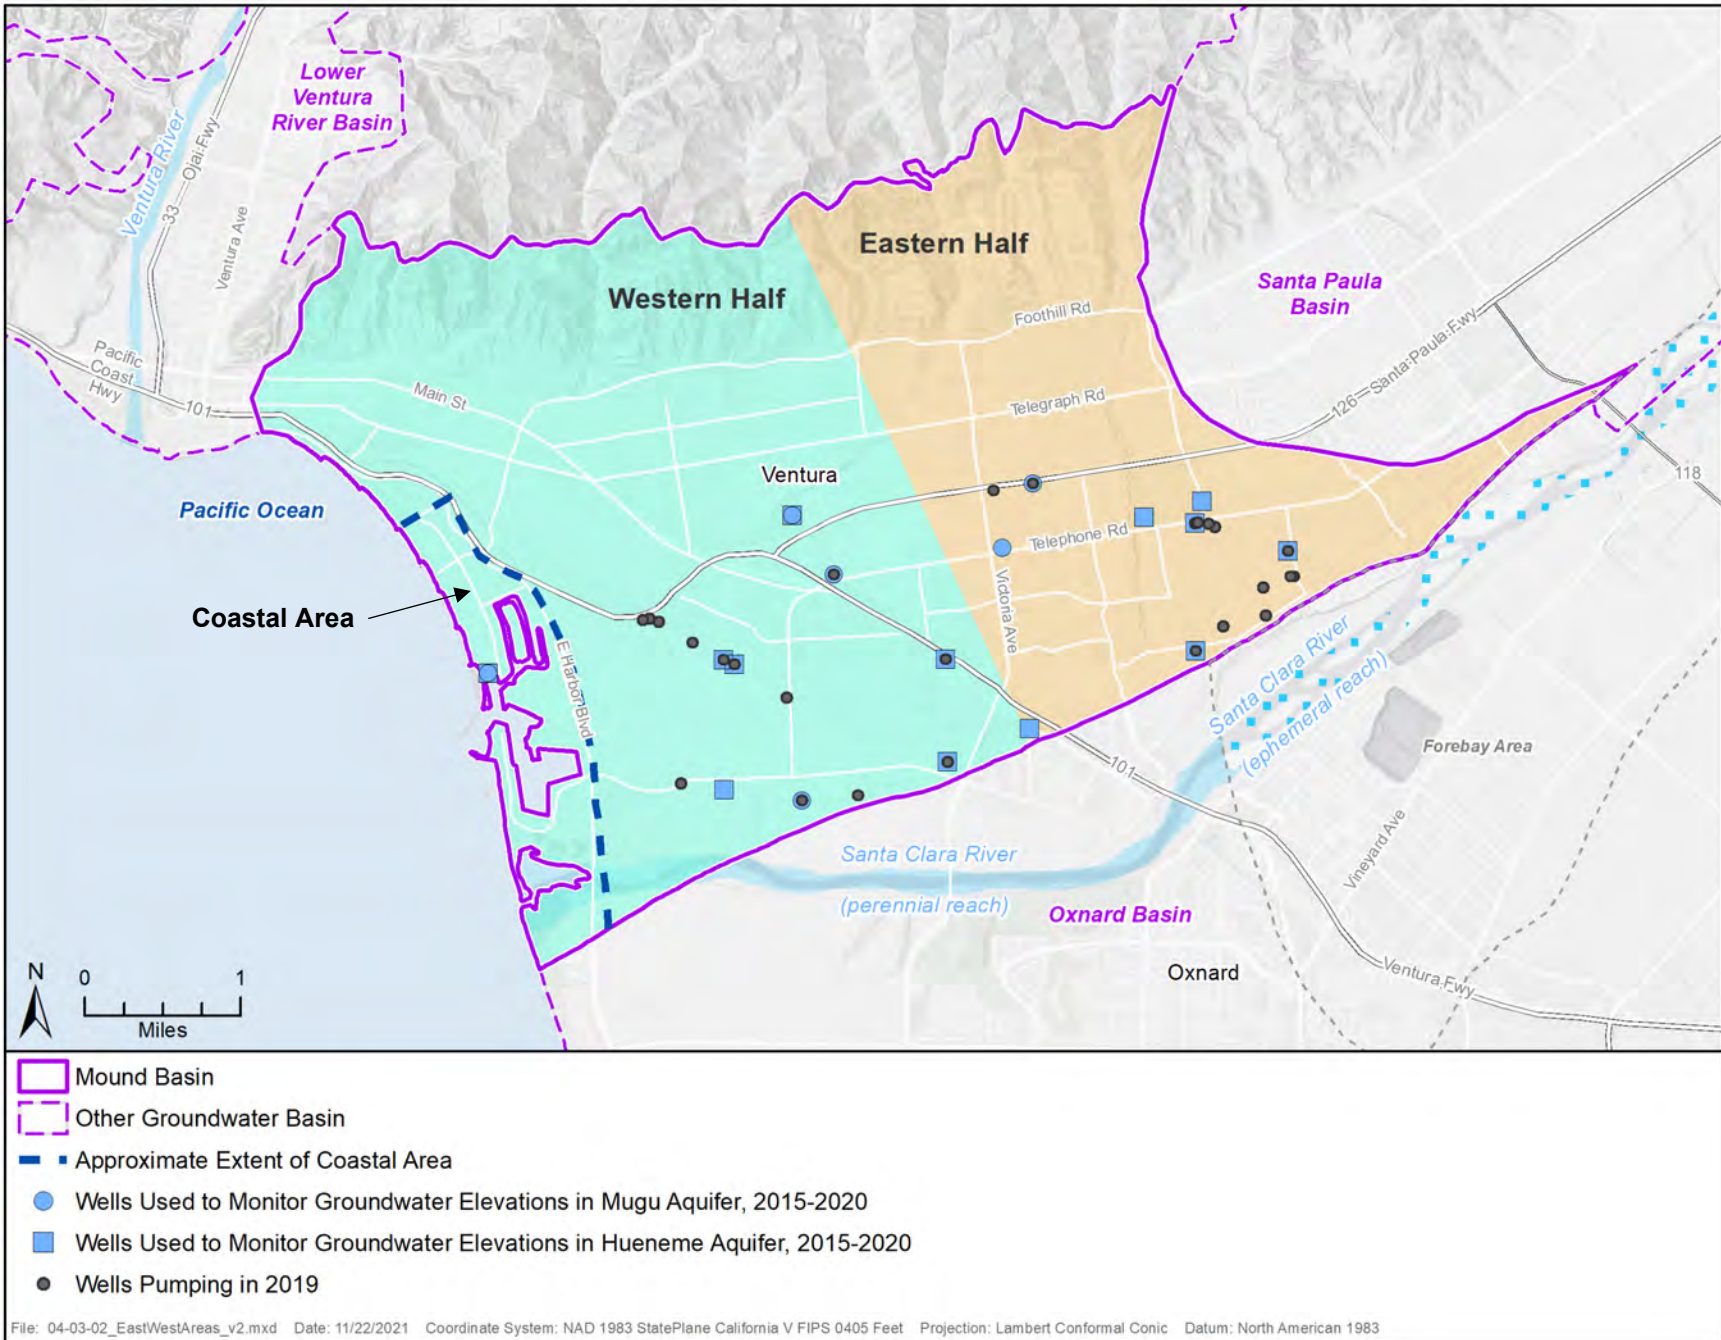 Lower
Ventura
River Basin
Ventura River
33
Ojai Fwy
Ventura Ave
Eastern Half
Western Half
Santa Paula
Basin
Foothill Rd
Pacific
Coast
Hwy
101
Main St
Telegraph Rd
126
Santa Paula Fwy
118
Ventura
Pacific Ocean
Telephone Rd
Victoria Ave
Coastal Area
E Harbor Blvd
Santa Clara River
(ephemeral reach)
Forebay Area
101
Vineyard Ave
Santa Clara River
(perennial reach)
Oxnard Basin
Oxnard
Ventura Fwy
N
0 1
Miles
Mound Basin
Other Groundwater Basin
Approximate Extent of Coastal Area
Wells Used to Monitor Groundwater Elevations in Mugu Aquifer, 2015-2020
Wells Used to Monitor Groundwater Elevations in Hueneme Aquifer, 2015-2020
Wells Pumping in 2019
File: 04-03-02_EastWestAreas_v2.mxd Date: 11/22/2021 Coordinate System: NAD 1983 StatePlane California V FIPS 0405 Feet Projection: Lambert Conformal Conic Datum: North American 1983